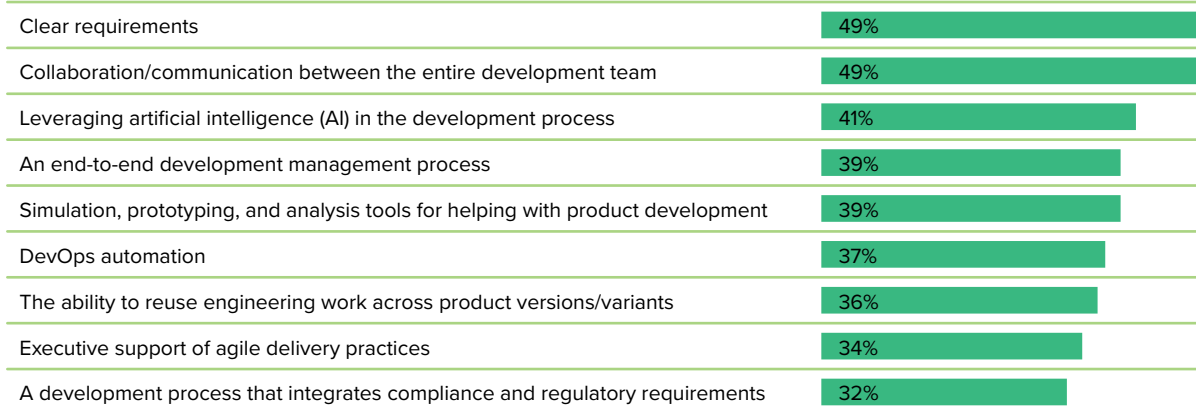 Clear requirements 49%
Collaboration/communication between the entire development team 49%
Leveraging artificial intelligence (AI) in the development process 41%
An end-to-end development management process 39%
Simulation, prototyping, and analysis tools for helping with product development 39%
DevOps automation 37%
The ability to reuse engineering work across product versions/variants 36%
Executive support of agile delivery practices 34%
A development process that integrates compliance and regulatory requirements 32%